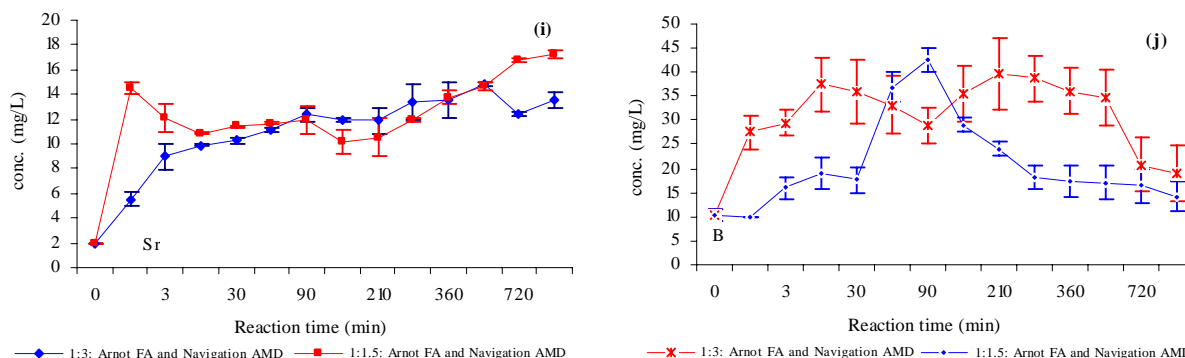 (i)
20
18
16
14
12
10
8
6
4
2
0
conc. (mg/L)
Sr
0 3 30 90 210 360 720
Reaction time (min)
1:3: Arnot FA and Navigation AMD 1:1.5: Arnot FA and Navigation AMD
(j)
50
45
40
35
30
25
20
15
10
5
0
conc. (mg/L)
B
0 3 30 90 210 360 720
Reaction time (min)
1:3: Arnot FA and Navigation AMD 1:1.5: Arnot FA and Navigation AMD